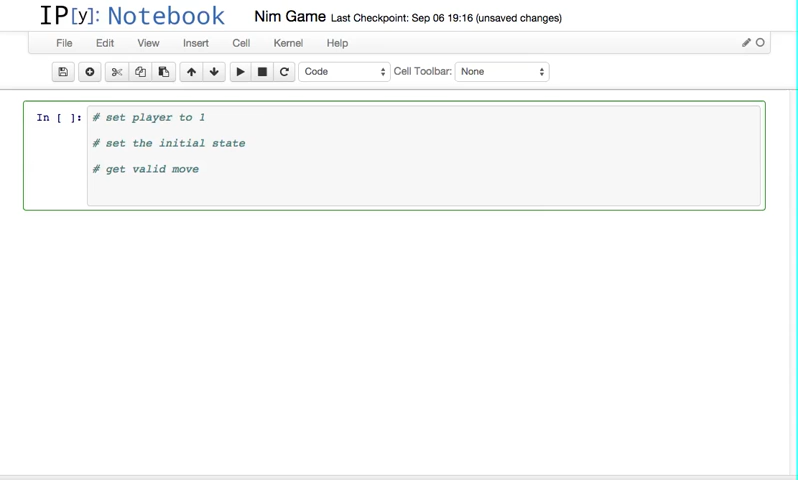 IP[y]: Notebook Nim Game Last Checkpoint: Sep 06 19:16 (unsaved changes)
File Edit View Insert Cell Kernel Help
Code Cell Toolbar: None
In [ ]: # set player to 1
# set the initial state
# get valid move